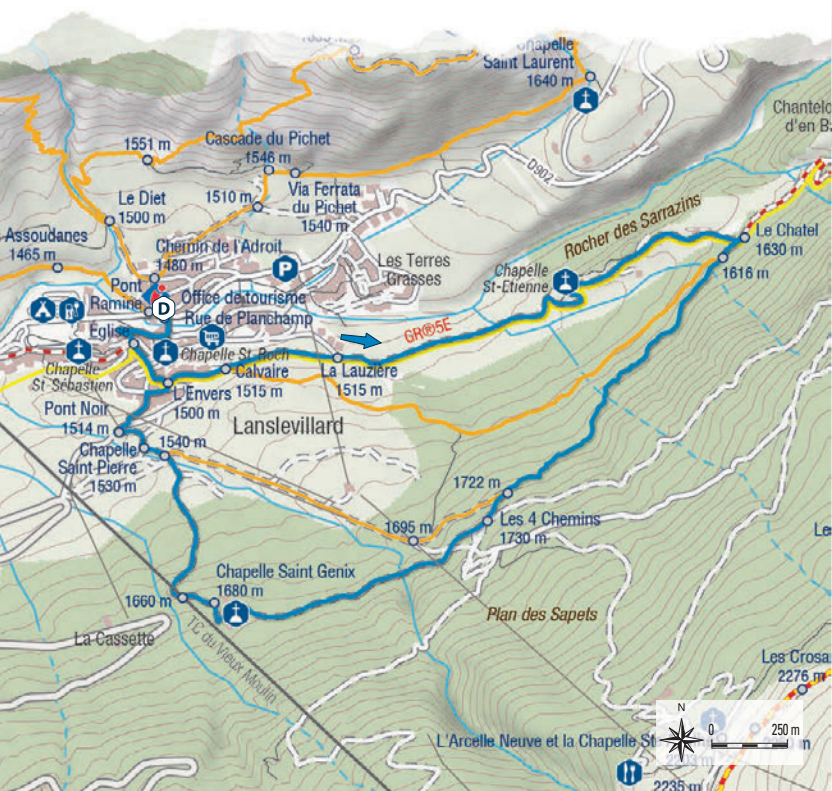 Chapelle
Saint Laurent
1640 m
Chantelo
d'en Ba
D902
Cascade du Pichet
1546 m
1551 m
Via Ferrata
du Pichet
1540 m
1510 m
Le Diet
1500 m
Assoudanes
1465 m
Chemin de l'Adroit
1480 m
P
Les Terres
Grasses
Rocher des Sarrazins
Le Chatel
1630 m
1616 m
Chapelle
St-Etienne
Pont
Ramine
D
Office de tourisme
Rue de Planchamp
Eglise
Chapelle St-Roch
GR®5E
Chapelle
St-Sébastien
Calvaire
1515 m
La Lauzière
1515 m
L'Envers
1500 m
Pont Noir
1514 m
Lanslevillard
Chapelle
Saint Pierre
1530 m
1540 m
1722 m
Les 4 Chemins
1730 m
1695 m
Chapelle Saint Genix
1680 m
1660 m
Plan des Sapets
La Cassette
TC du Vieux Moulin
Les Crosa
2276 m
L'Arcelle Neuve et la Chapelle St
2235 m
N
0 250 m
Le